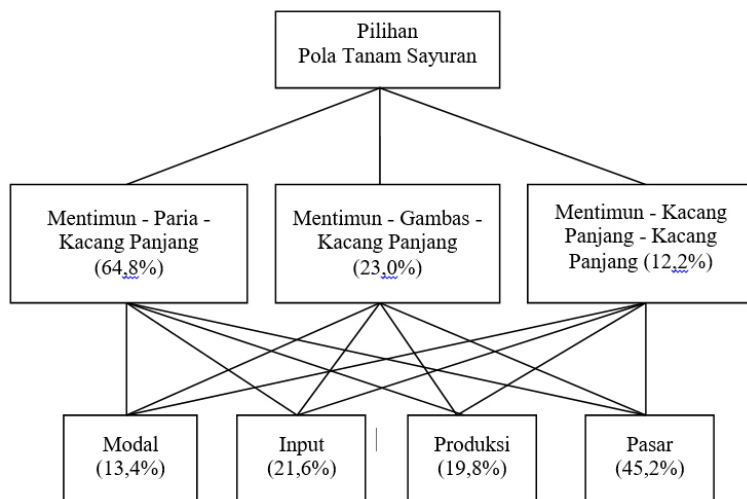 Pilihan
Pola Tanam Sayuran
Mentimun - Paria -
Kacang Panjang
(64,8%)
Mentimun - Gambas -
Kacang Panjang
(23,0%)
Mentimun - Kacang
Panjang - Kacang
Panjang (12,2%)
Modal
(13,4%)
Input
(21,6%)
Produksi
(19,8%)
Pasar
(45,2%)